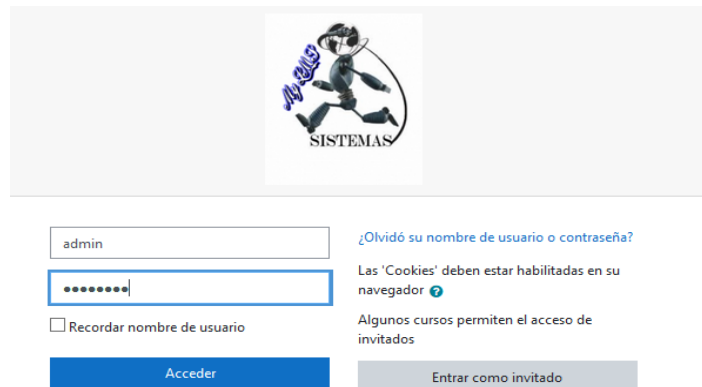 SISTEMAS
admin
Recordar nombre de usuario
Acceder
¿Olvidó su nombre de usuario o contraseña?
Las 'Cookies' deben estar habilitadas en su
navegador ?
Algunos cursos permiten el acceso de
invitados
Entrar como invitado